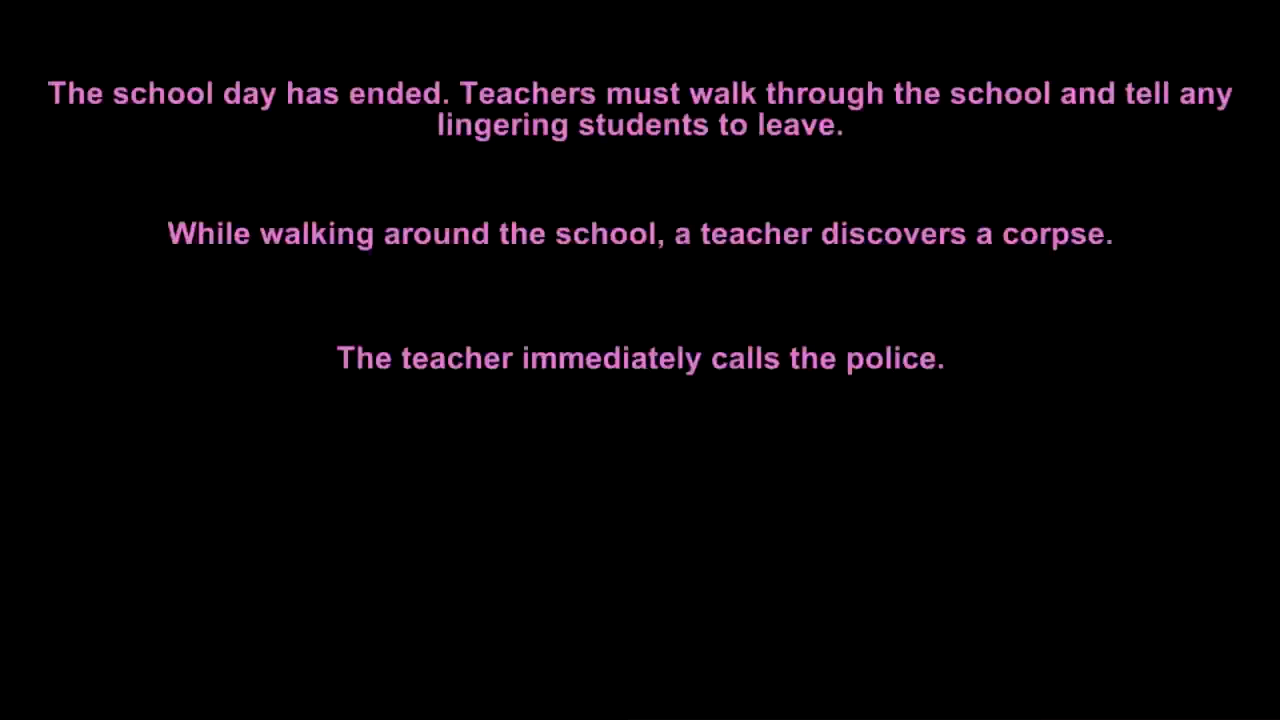 The school day has ended. Teachers must walk through the school and tell any
lingering students to leave.
While walking around the school, a teacher discovers a corpse.
The teacher immediately calls the police.